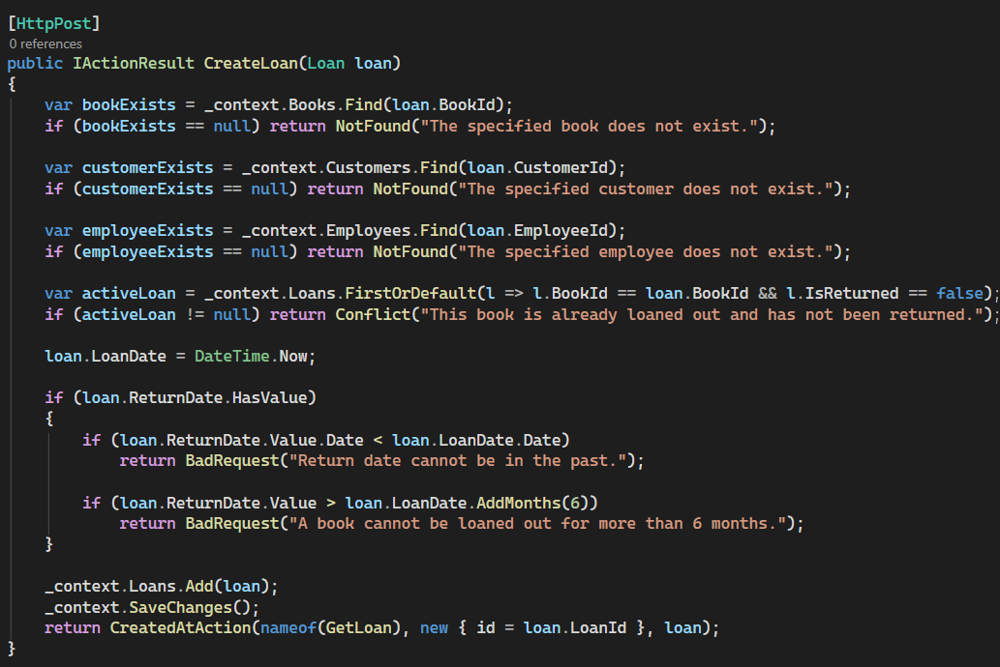 [HttpPost]
0 references
public IActionResult CreateLoan(Loan loan)
{
    var bookExists = _context.Books.Find(loan.BookId);
    if (bookExists == null) return NotFound("The specified book does not exist.");

    var customerExists = _context.Customers.Find(loan.CustomerId);
    if (customerExists == null) return NotFound("The specified customer does not exist.");

    var employeeExists = _context.Employees.Find(loan.EmployeeId);
    if (employeeExists == null) return NotFound("The specified employee does not exist.");

    var activeLoan = _context.Loans.FirstOrDefault(l => l.BookId == loan.BookId && l.IsReturned == false);
    if (activeLoan != null) return Conflict("This book is already loaned out and has not been returned.");

    loan.LoanDate = DateTime.Now;

    if (loan.ReturnDate.HasValue)
    {
        if (loan.ReturnDate.Value.Date < loan.LoanDate.Date)
            return BadRequest("Return date cannot be in the past.");

        if (loan.ReturnDate.Value > loan.LoanDate.AddMonths(6))
            return BadRequest("A book cannot be loaned out for more than 6 months.");
    }

    _context.Loans.Add(loan);
    _context.SaveChanges();
    return CreatedAtAction(nameof(GetLoan), new { id = loan.LoanId }, loan);
}